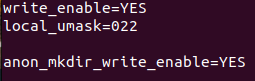 write_enable=YES
local_umask=022
anon_mkdir_write_enable=YES